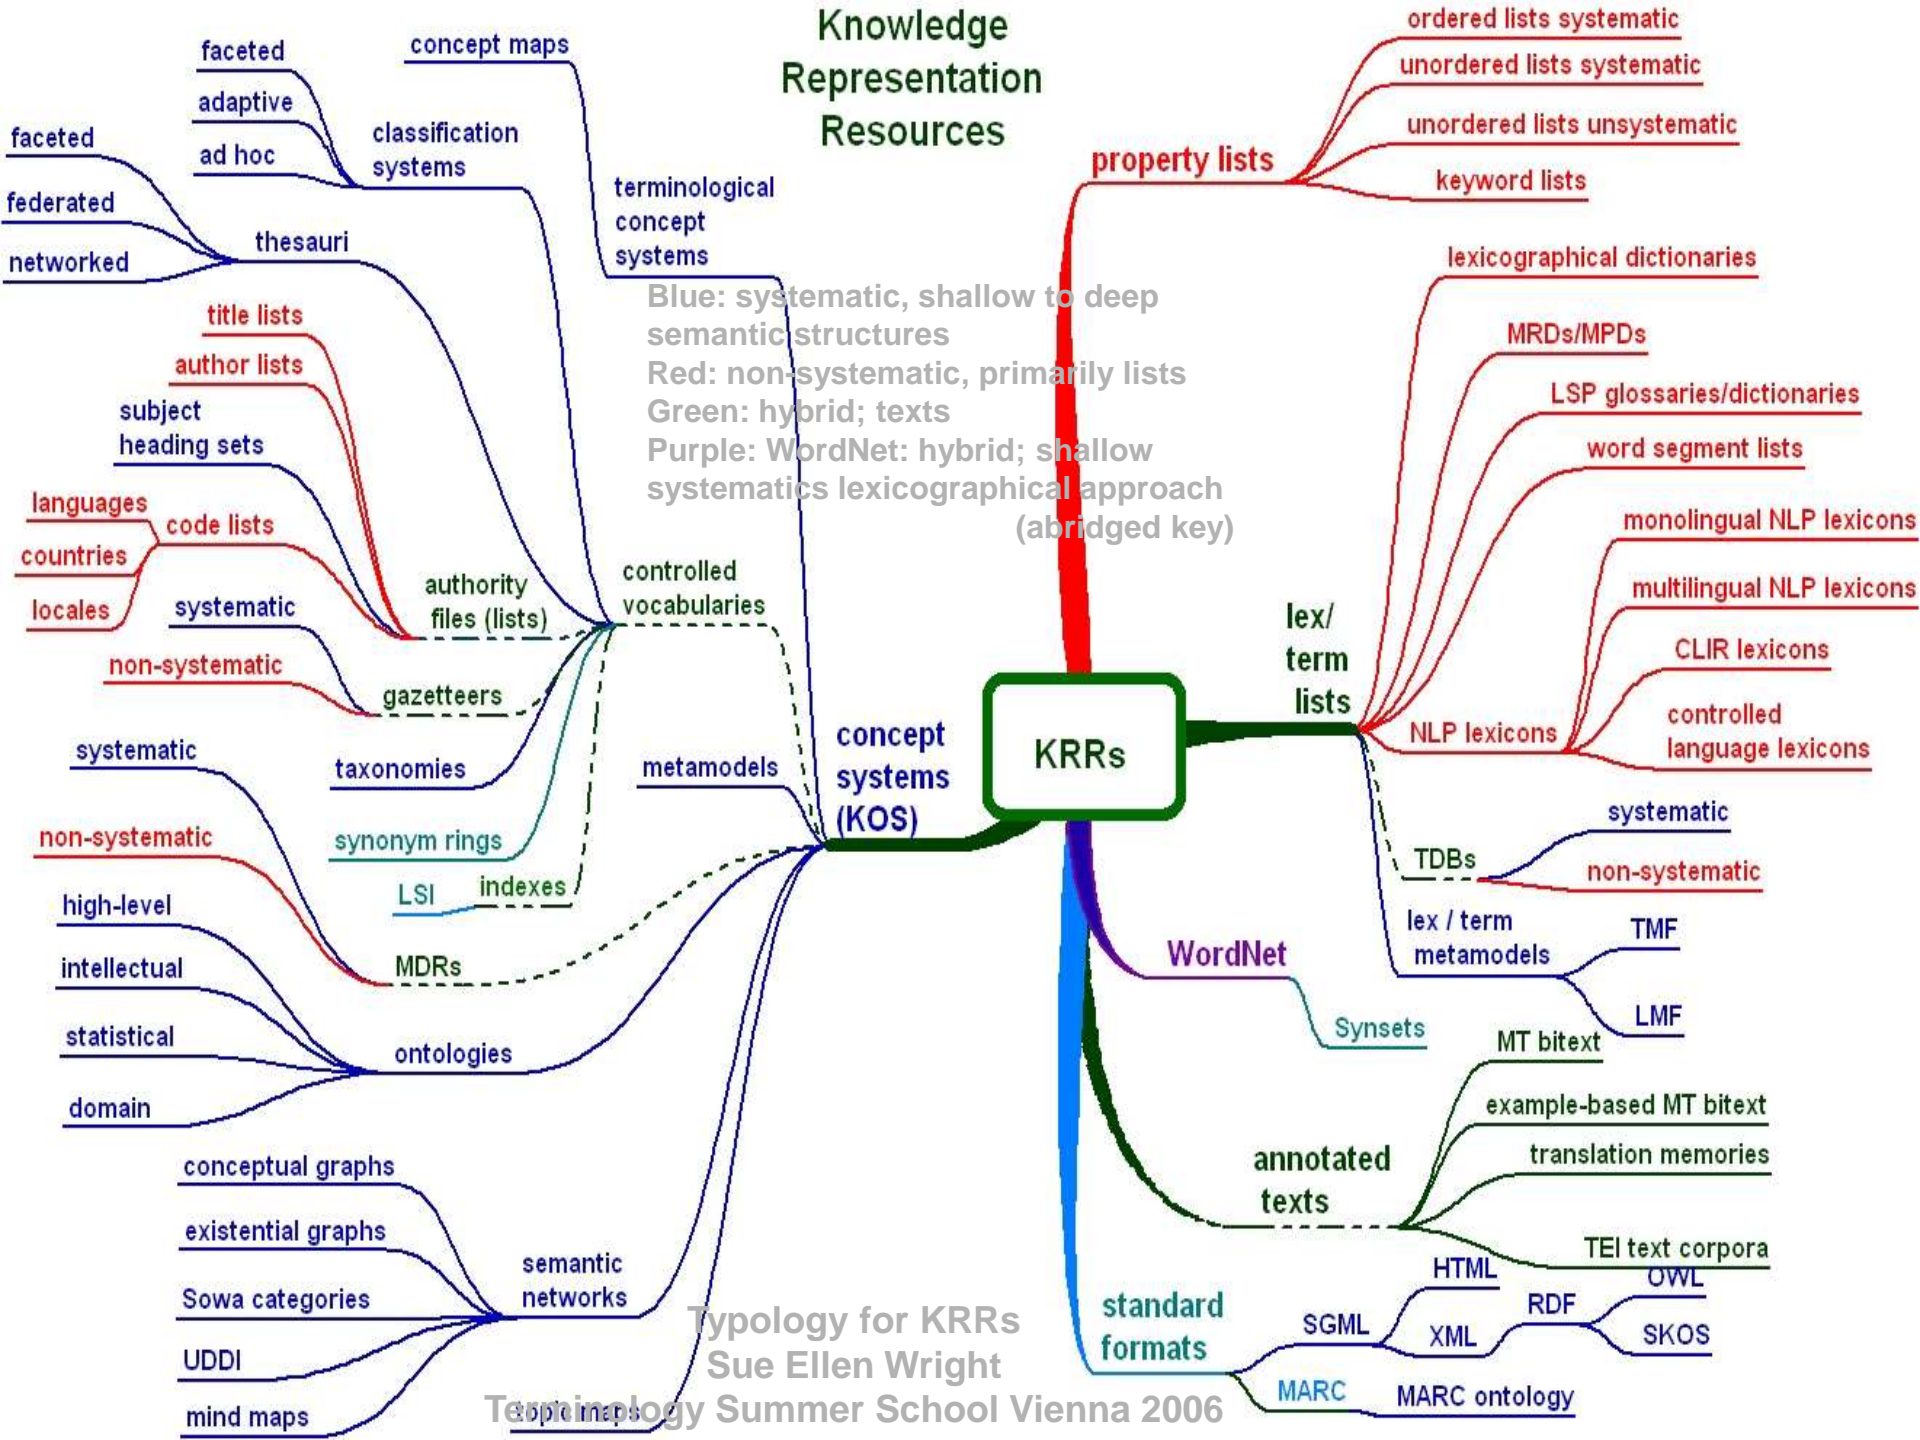 Knowledge
Representation
Resources
concept maps
faceted
adaptive
ad hoc
classification
systems
faceted
federated
networked
thesauri
terminological
concept
systems
title lists
author lists
subject
heading sets
languages
countries
locales
code lists
authority
files (lists)
controlled
vocabularies
systematic
non-systematic
gazetteers
systematic
taxonomies
metamodels
concept
systems
(KOS)
non-systematic
synonym rings
LSI
indexes
high-level
MDRs
intellectual
statistical
domain
ontologies
conceptual graphs
existential graphs
Sowa categories
UDDI
mind maps
semantic
networks
topic maps
Blue: systematic, shallow to deep
semantic structures
Red: non-systematic, primarily lists
Green: hybrid; texts
Purple: WordNet: hybrid; shallow
systematics lexicographical approach
(abridged key)
KRRs
property lists
ordered lists systematic
unordered lists systematic
unordered lists unsystematic
keyword lists
lex/
term
lists
lexicographical dictionaries
MRDs/MPDs
LSP glossaries/dictionaries
word segment lists
NLP lexicons
monolingual NLP lexicons
multilingual NLP lexicons
CLIR lexicons
controlled
language lexicons
TDBs
systematic
non-systematic
lex / term
metamodels
TMF
LMF
WordNet
Synsets
annotated
texts
MT bitext
example-based MT bitext
translation memories
TEI text corpora
standard
formats
SGML
HTML
XML
RDF
OWL
SKOS
MARC
MARC ontology
Typology for KRRs
Sue Ellen Wright
Terminology Summer School Vienna 2006